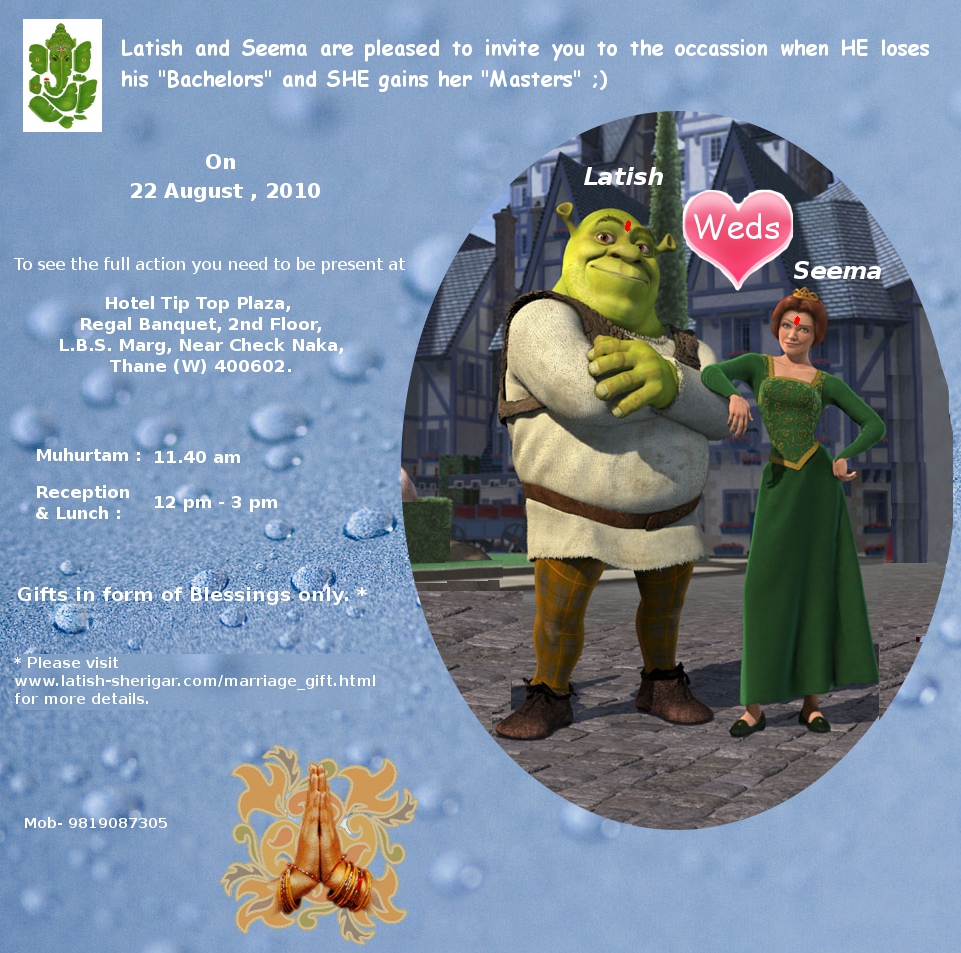 Latish and Seema are pleased to invite you to the occassion when HE loses
his "Bachelors" and SHE gains her "Masters" ;)
On
22 August , 2010
Latish
Weds
Seema
To see the full action you need to be present at
Hotel Tip Top Plaza,
Regal Banquet, 2nd Floor,
L.B.S. Marg, Near Check Naka,
Thane (W) 400602.
Muhurtam : 11.40 am
Reception
& Lunch : 12 pm - 3 pm
Gifts in form of Blessings only. *
* Please visit
www.latish-sherigar.com/marriage_gift.html
for more details.
Mob- 9819087305